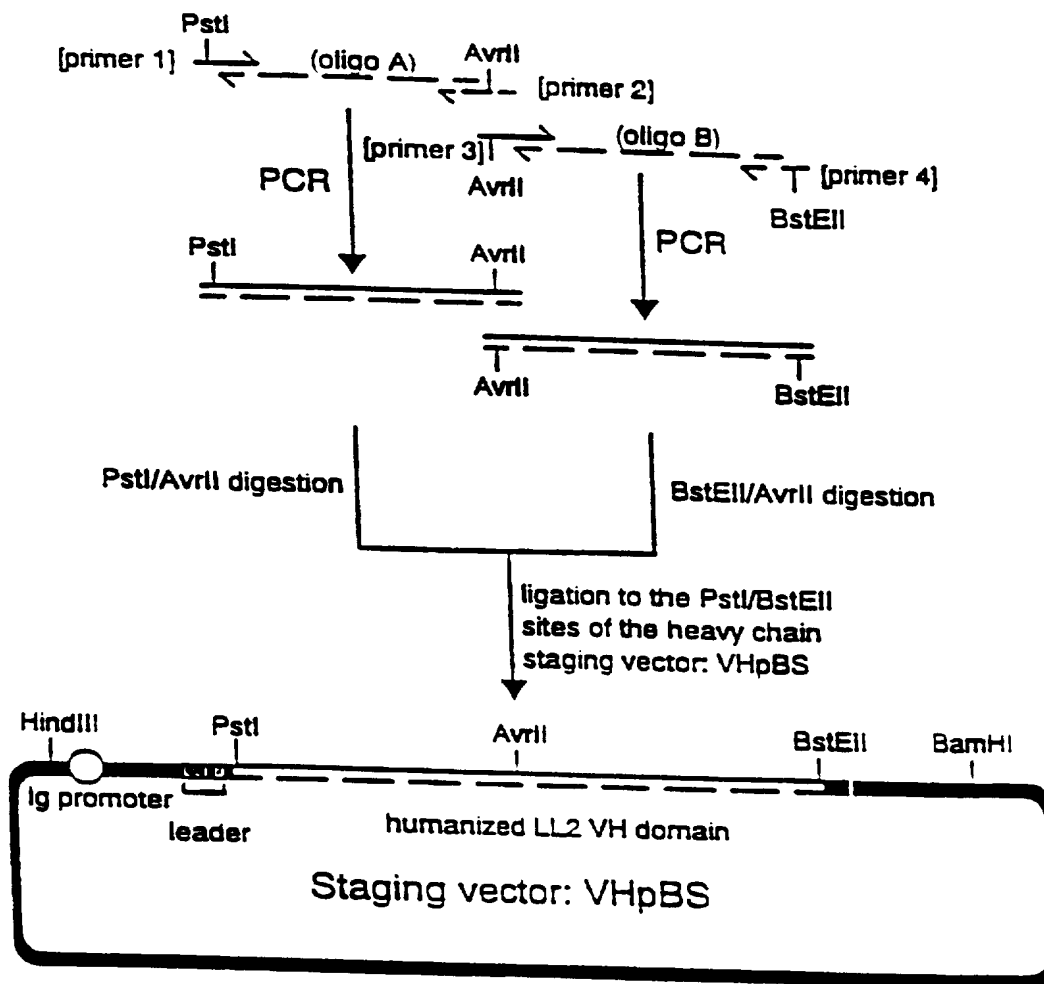 PstI
[primer 1]
(oligo A)
AvrII
[primer 2]
[primer 3]
(oligo B)
AvrII
[primer 4]
BstEII
PCR
PCR
PstI
AvrII
AvrII
BstEII
PstI/AvrII digestion
BstEII/AvrII digestion
ligation to the PstI/BstEII
sites of the heavy chain
staging vector: VHpBS
HindIII
PstI
AvrII
BstEII
BamHI
Ig promoter
leader
humanized LL2 VH domain
Staging vector: VHpBS